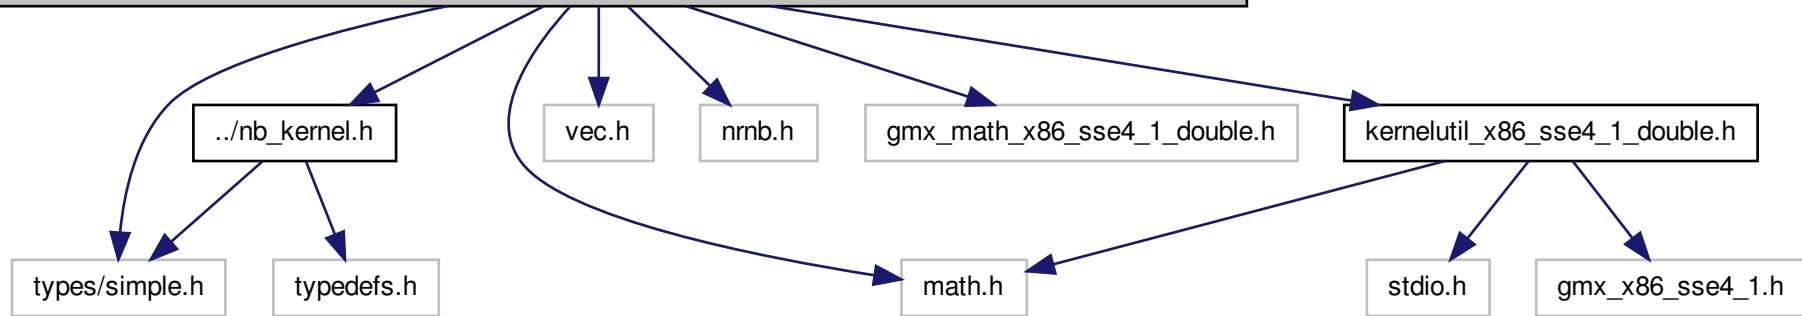 ../nb_kernel.h
vec.h
nrnb.h
gmx_math_x86_sse4_1_double.h
kernelutil_x86_sse4_1_double.h
types/simple.h
typedefs.h
math.h
stdio.h
gmx_x86_sse4_1.h